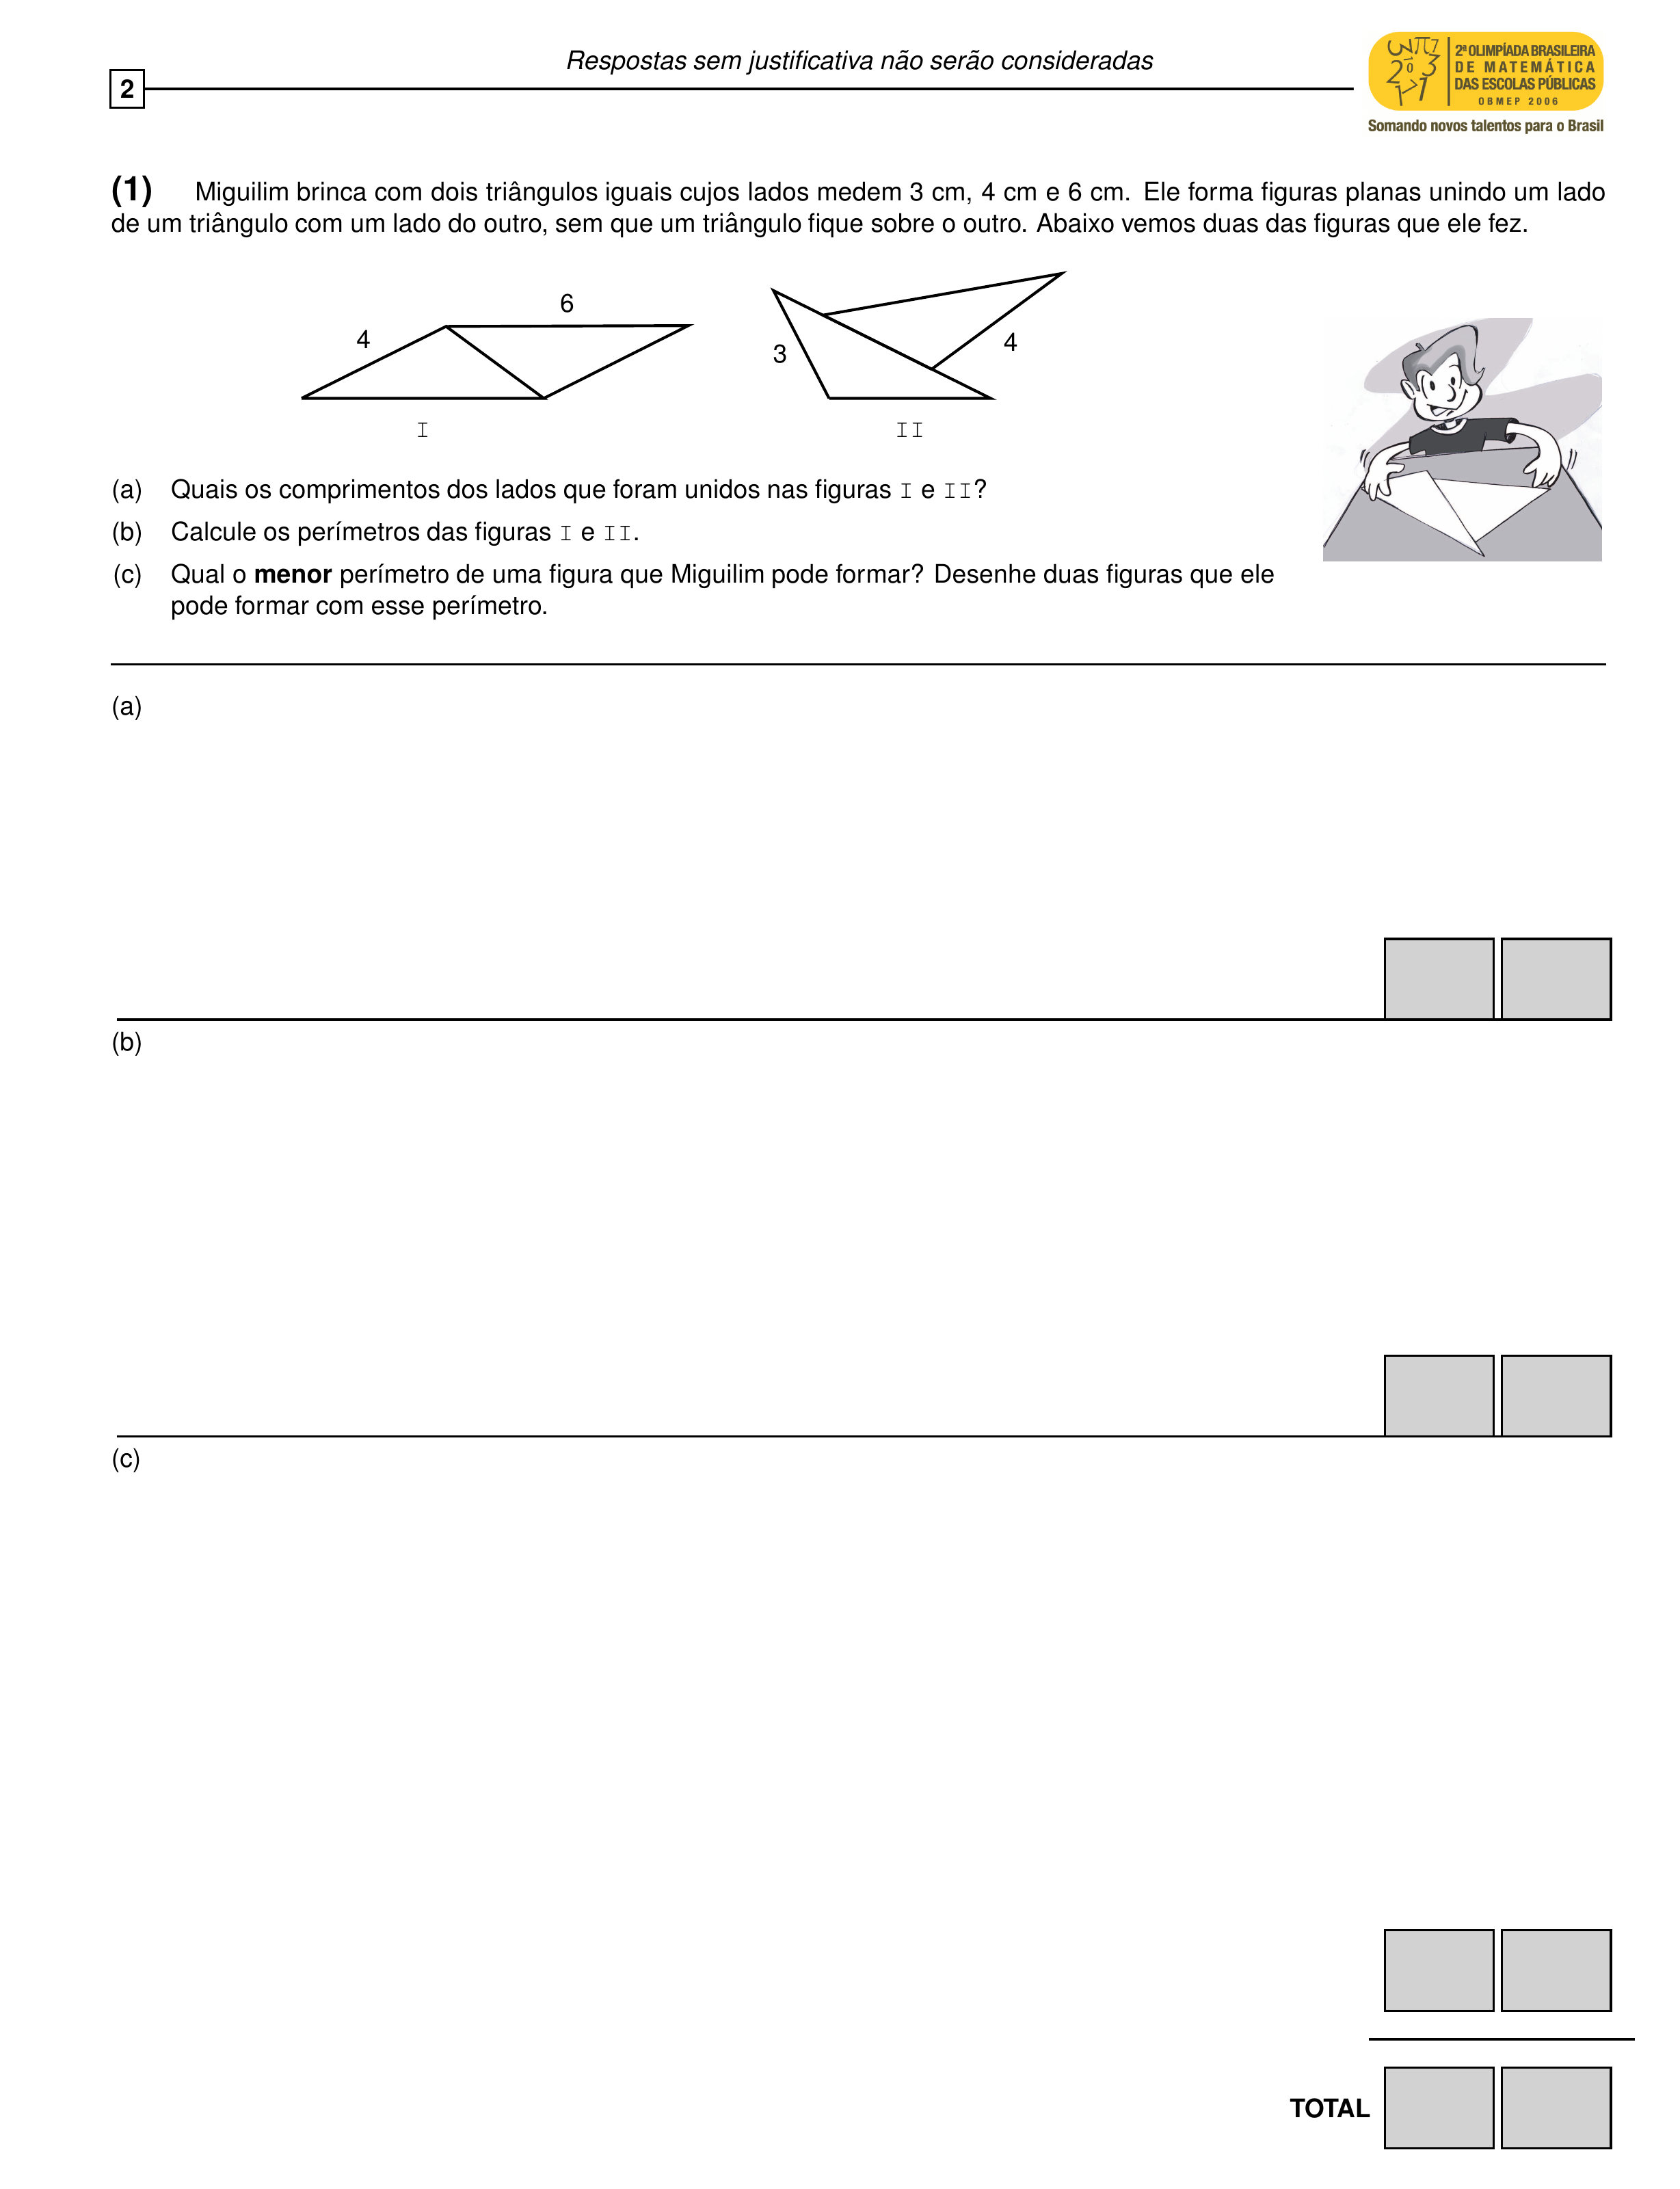 Respostas sem justificativa não serão consideradas
2
2ª OLIMPÍADA BRASILEIRA
DE MATEMÁTICA
DAS ESCOLAS PÚBLICAS
OBMEP 2006
Somando novos talentos para o Brasil
(1) Miguilim brinca com dois triângulos iguais cujos lados medem 3 cm, 4 cm e 6 cm. Ele forma figuras planas unindo um lado
de um triângulo com um lado do outro, sem que um triângulo fique sobre o outro. Abaixo vemos duas das figuras que ele fez.
4
6
3
4
I
II
(a) Quais os comprimentos dos lados que foram unidos nas figuras I e II?
(b) Calcule os perímetros das figuras I e II.
(c) Qual o menor perímetro de uma figura que Miguilim pode formar? Desenhe duas figuras que ele
pode formar com esse perímetro.
(a)
(b)
(c)
TOTAL